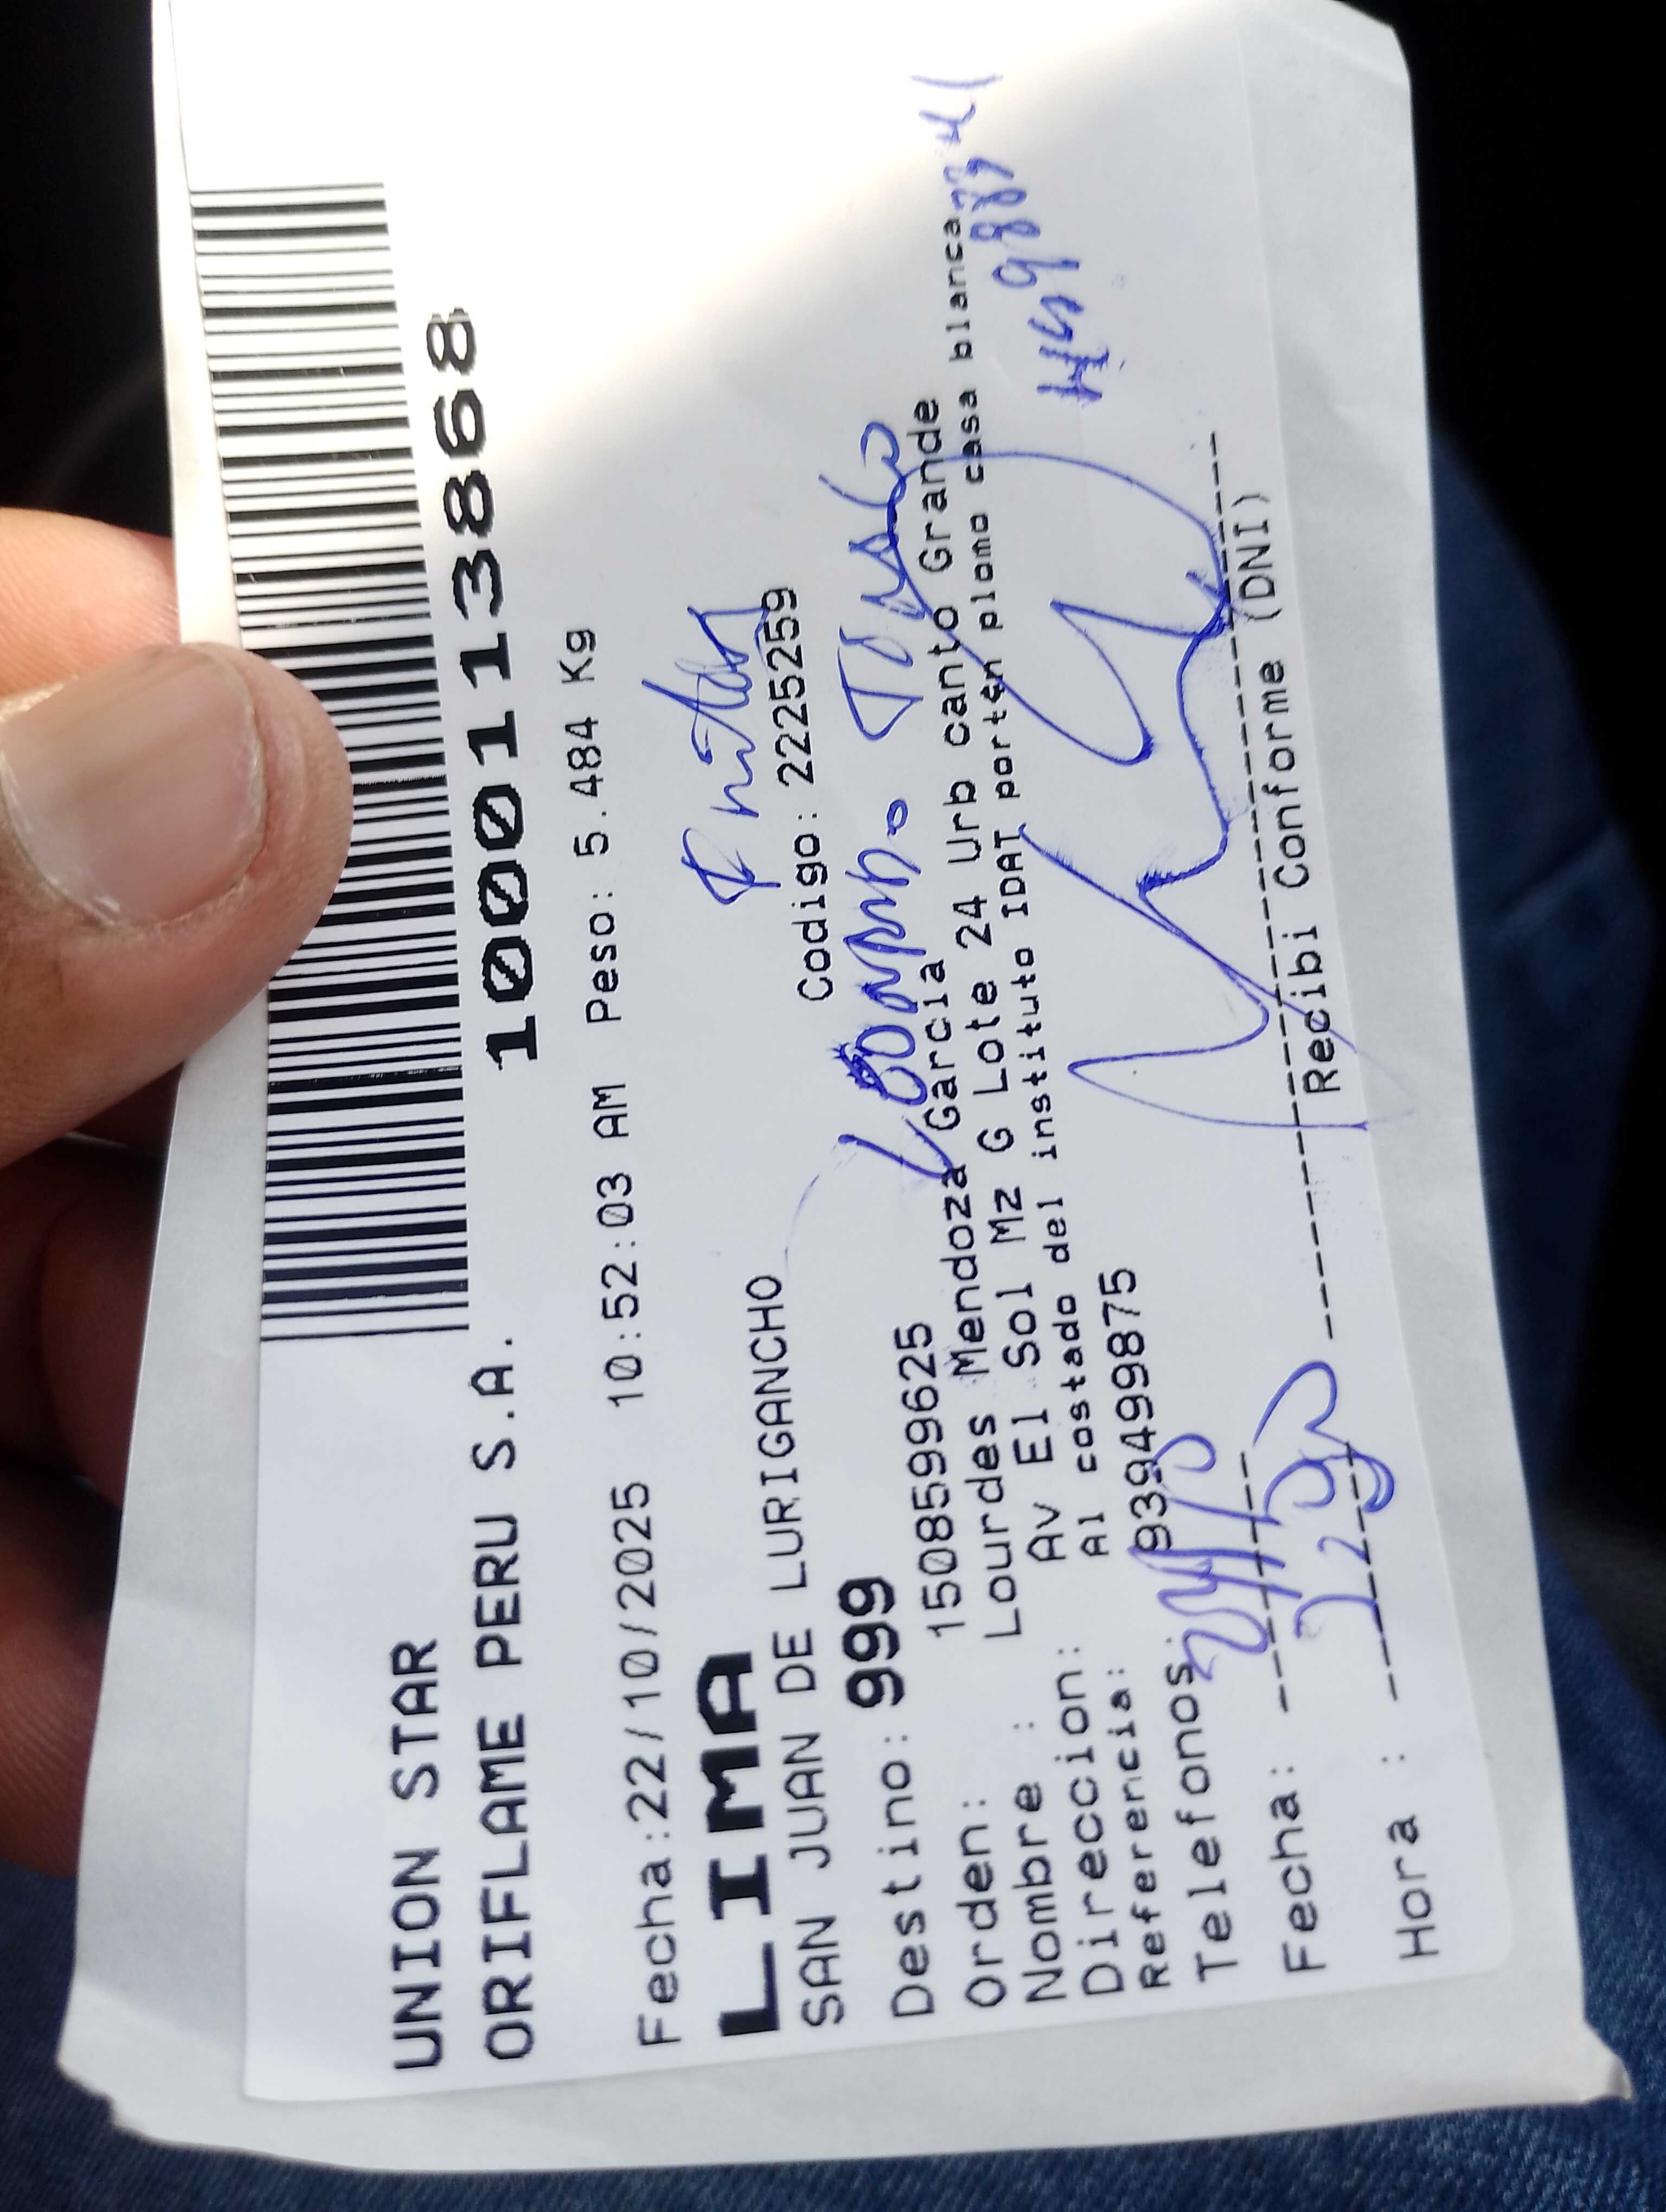 UNION STAR
ORIFLAME PERU S.A.
10001113868
Fecha:22/10/2025 10:52:03 AM Peso: 5.484 Kg
LIMA
SAN JUAN DE LURIGANCHO
Codigo: 2225259
Destino: 999
Orden: 1508599625
Nombre : Lourdes Mendoza Garcia
Direccion: Av El Sol Mz G Lote 24 Urb canto Grande
Referencia: Al costado del instituto IDAT portén plomo casa blanca
Telefonos: 939499875
Fecha:
Hora :
Recibi Conforme (DNI)